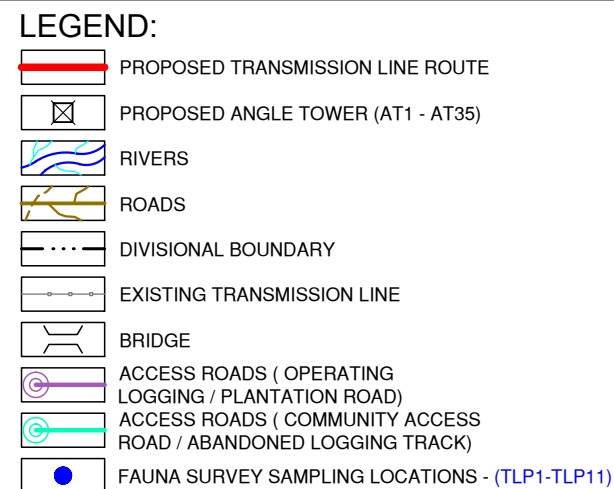 LEGEND:
PROPOSED TRANSMISSION LINE ROUTE
PROPOSED ANGLE TOWER (AT1 - AT35)
RIVERS
ROADS
DIVISIONAL BOUNDARY
EXISTING TRANSMISSION LINE
BRIDGE
ACCESS ROADS ( OPERATING
LOGGING / PLANTATION ROAD)
ACCESS ROADS ( COMMUNITY ACCESS
ROAD / ABANDONED LOGGING TRACK)
FAUNA SURVEY SAMPLING LOCATIONS - (TLP1-TLP11)